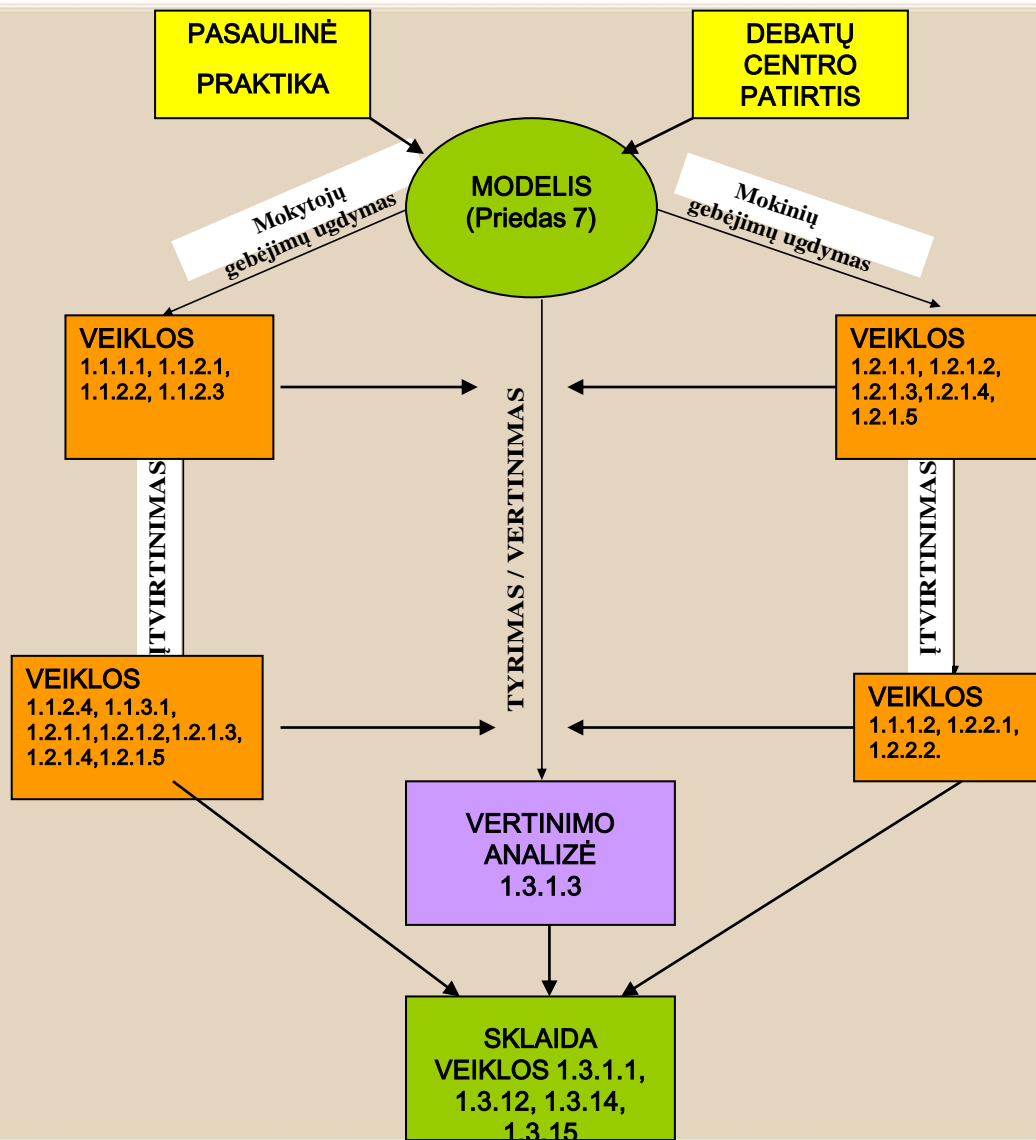 PASAULINĖ
PRAKTIKA
DEBATŲ
CENTRO
PATIRTIS
MODELIS
(Priedas 7)
Mokytojų
gebėjimų ugdymas
Mokinių
gebėjimų ugdymas
VEIKLOS
1.1.1.1, 1.1.2.1,
1.1.2.2, 1.1.2.3
VEIKLOS
1.2.1.1, 1.2.1.2,
1.2.1.3,1.2.1.4,
1.2.1.5
ĮTVIRTINIMAS
TYRIMAS / VERTINIMAS
ĮTVIRTINIMAS
VEIKLOS
1.1.2.4, 1.1.3.1,
1.2.1.1,1.2.1.2,1.2.1.3,
1.2.1.4,1.2.1.5
VEIKLOS
1.1.1.2, 1.2.2.1,
1.2.2.2.
VERTINIMO
ANALIZĖ
1.3.1.3
SKLAIDA
VEIKLOS 1.3.1.1,
1.3.12, 1.3.14,
1.3.15